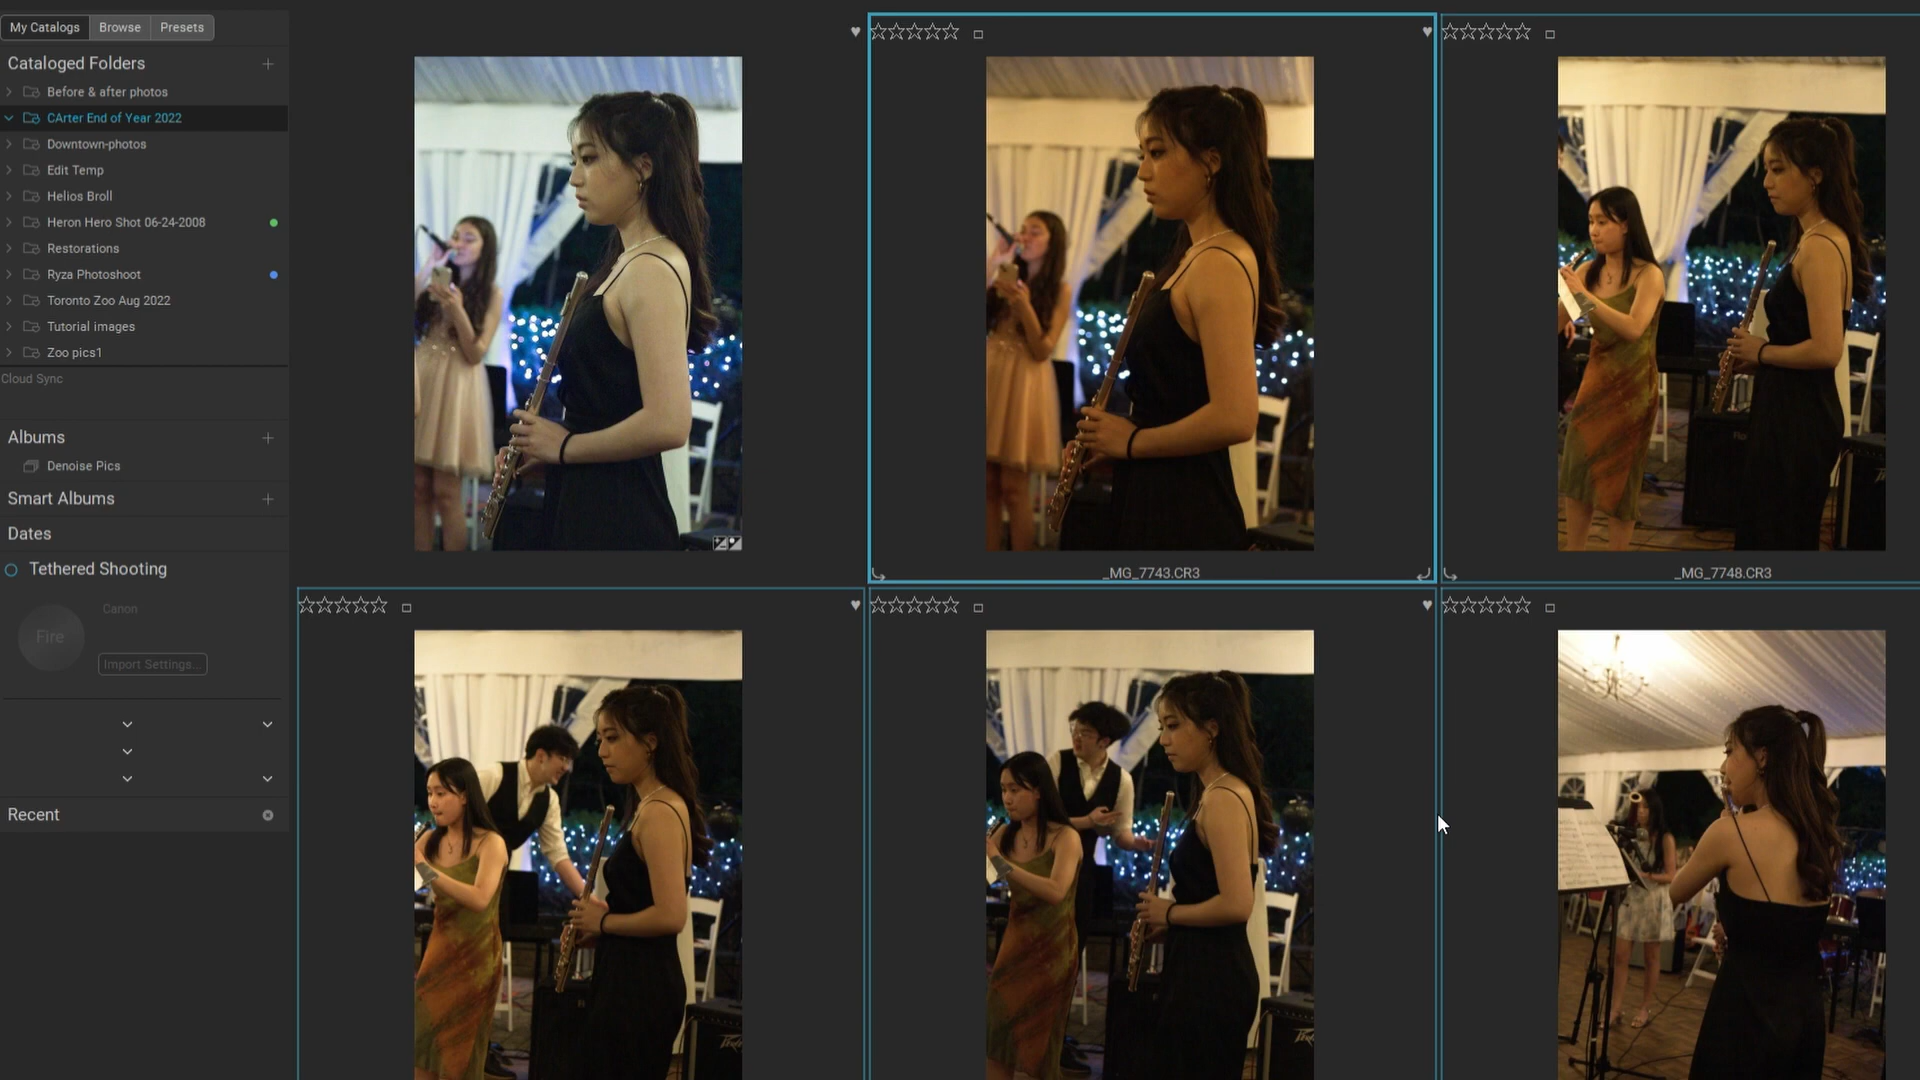 My Catalogs
Browse
Presets
Cataloged Folders
Before & after photos
CArter End of Year 2022
Downtown-photos
Edit Temp
Helios Broll
Heron Hero Shot 06-24-2008
Restorations
Ryza Photoshoot
Toronto Zoo Aug 2022
Tutorial images
Zoo pics1
Cloud Sync
Albums
Denoise Pics
Smart Albums
Dates
Tethered Shooting
Canon
Fire
Import Settings...
Recent
_MG_7743.CR3
_MG_7748.CR3